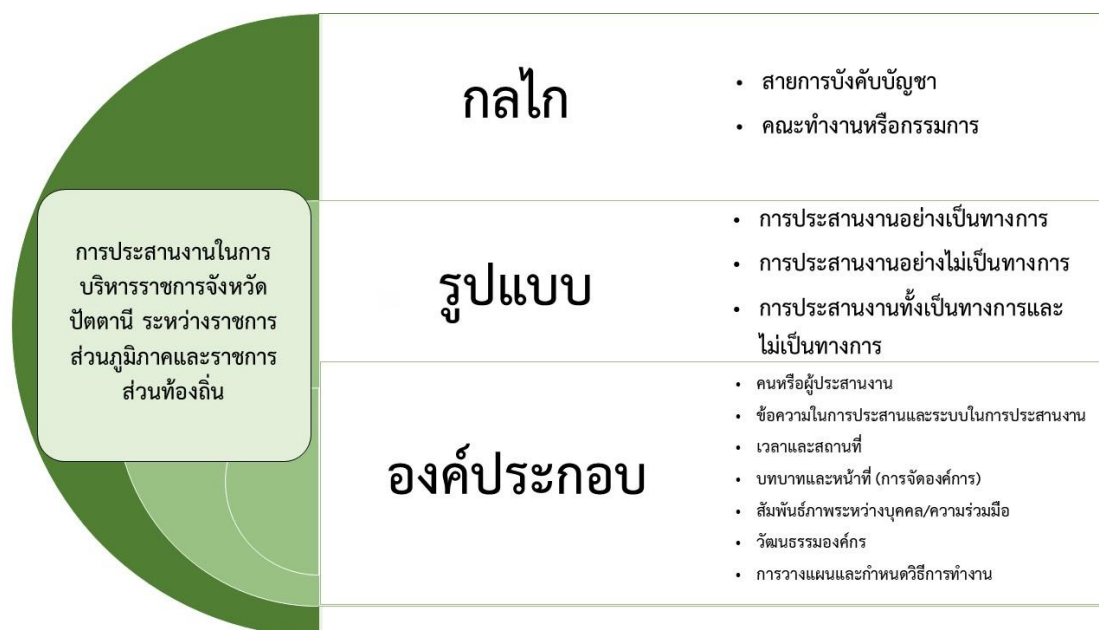 การประสานงานในการ
บริหารราชการจังหวัด
ปัตตานี ระหว่างราชการ
ส่วนภูมิภาคและราชการ
ส่วนท้องถิ่น
กลไก
• สายการบังคับบัญชา
• คณะทำงานหรือกรรมการ
รูปแบบ
• การประสานงานอย่างเป็นทางการ
• การประสานงานอย่างไม่เป็นทางการ
• การประสานงานทั้งเป็นทางการและ
ไม่เป็นทางการ
องค์ประกอบ
• คนหรือผู้ประสานงาน
• ข้อความในการประสานและระบบในการประสานงาน
• เวลาและสถานที่
• บทบาทและหน้าที่ (การจัดองค์การ)
• สัมพันธ์ภาพระหว่างบุคคล/ความร่วมมือ
• วัฒนธรรมองค์กร
• การวางแผนและกำหนดวิธีการทำงาน